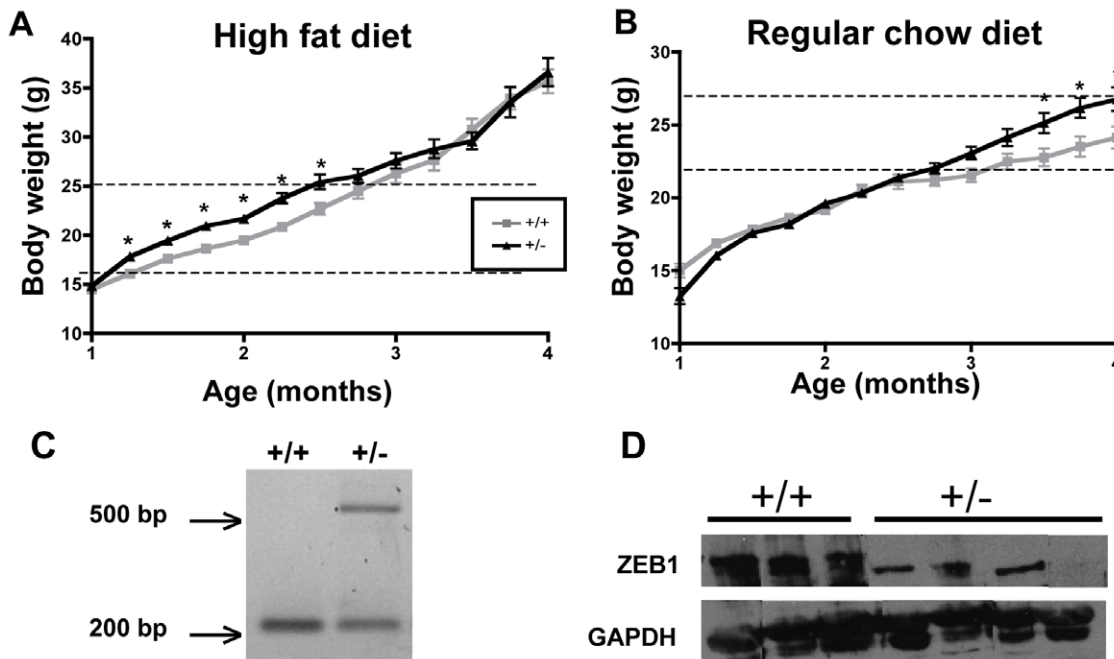 A
High fat diet
Body weight (g)
40
35
30
25
20
15
10
* * * * * *
+/+
+/-
1 2 3 4
Age (months)
B
Regular chow diet
Body weight (g)
30
25
20
15
10
* * *
1 2 3 4
Age (months)
C
+/+ +/-
500 bp
200 bp
D
+/+ +/-
ZEB1
GAPDH